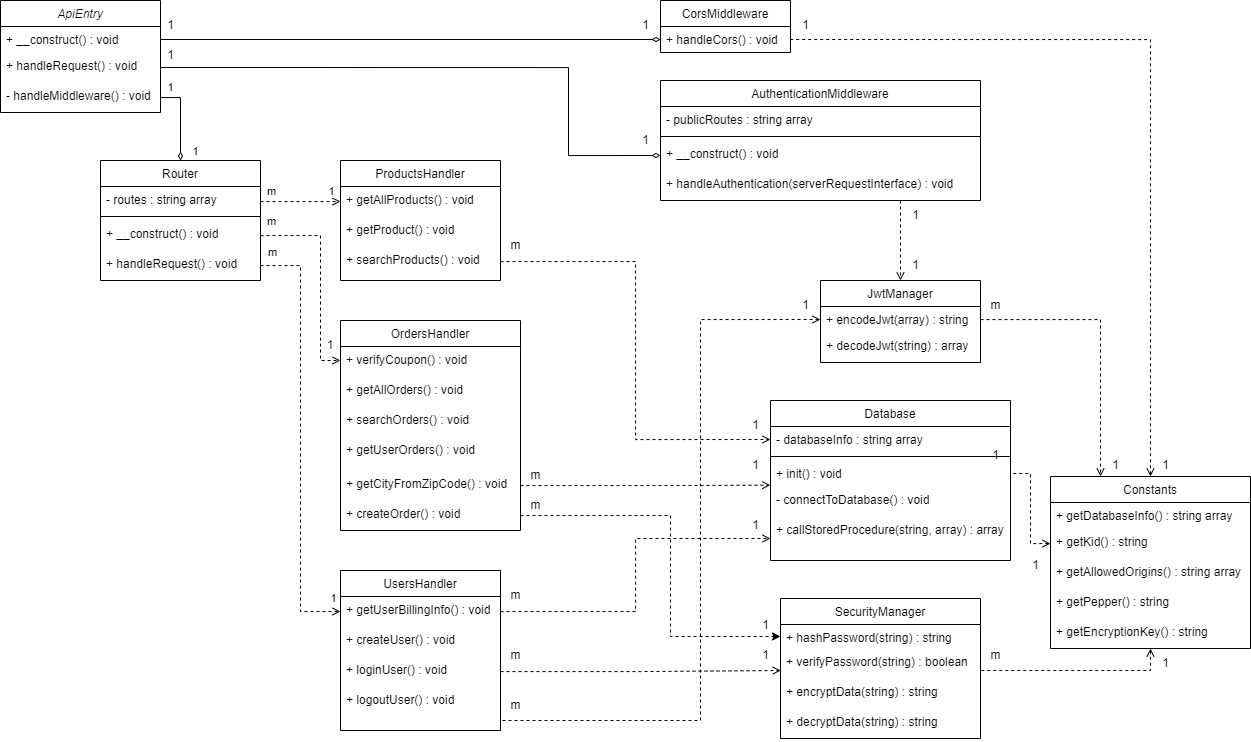 ApiEntry
+ __construct() : void
+ handleRequest() : void
- handleMiddleware() : void
1
1
1
1
CorsMiddleware
+ handleCors() : void
1
AuthenticationMiddleware
- publicRoutes : string array
+ __construct() : void
+ handleAuthentication(serverRequestInterface) : void
1
1
1
1
Router
- routes : string array
+ __construct() : void
+ handleRequest() : void
m
m
m
1
ProductsHandler
+ getAllProducts() : void
+ getProduct() : void
+ searchProducts() : void
m
1
OrdersHandler
+ verifyCoupon() : void
+ getAllOrders() : void
+ searchOrders() : void
+ getUserOrders() : void
+ getCityFromZipCode() : void
+ createOrder() : void
m
m
1
UsersHandler
+ getUserBillingInfo() : void
+ createUser() : void
+ loginUser() : void
+ logoutUser() : void
m
m
m
1
JwtManager
+ encodeJwt(array) : string
+ decodeJwt(string) : array
m
1
1
1
Database
- databaseInfo : string array
+ init() : void
- connectToDatabase() : void
+ callStoredProcedure(string, array) : array
1
1
1
SecurityManager
+ hashPassword(string) : string
+ verifyPassword(string) : boolean
+ encryptData(string) : string
+ decryptData(string) : string
m
1
1
1
Constants
+ getDatabaseInfo() : string array
+ getKid() : string
+ getAllowedOrigins() : string array
+ getPepper() : string
+ getEncryptionKey() : string
1
1